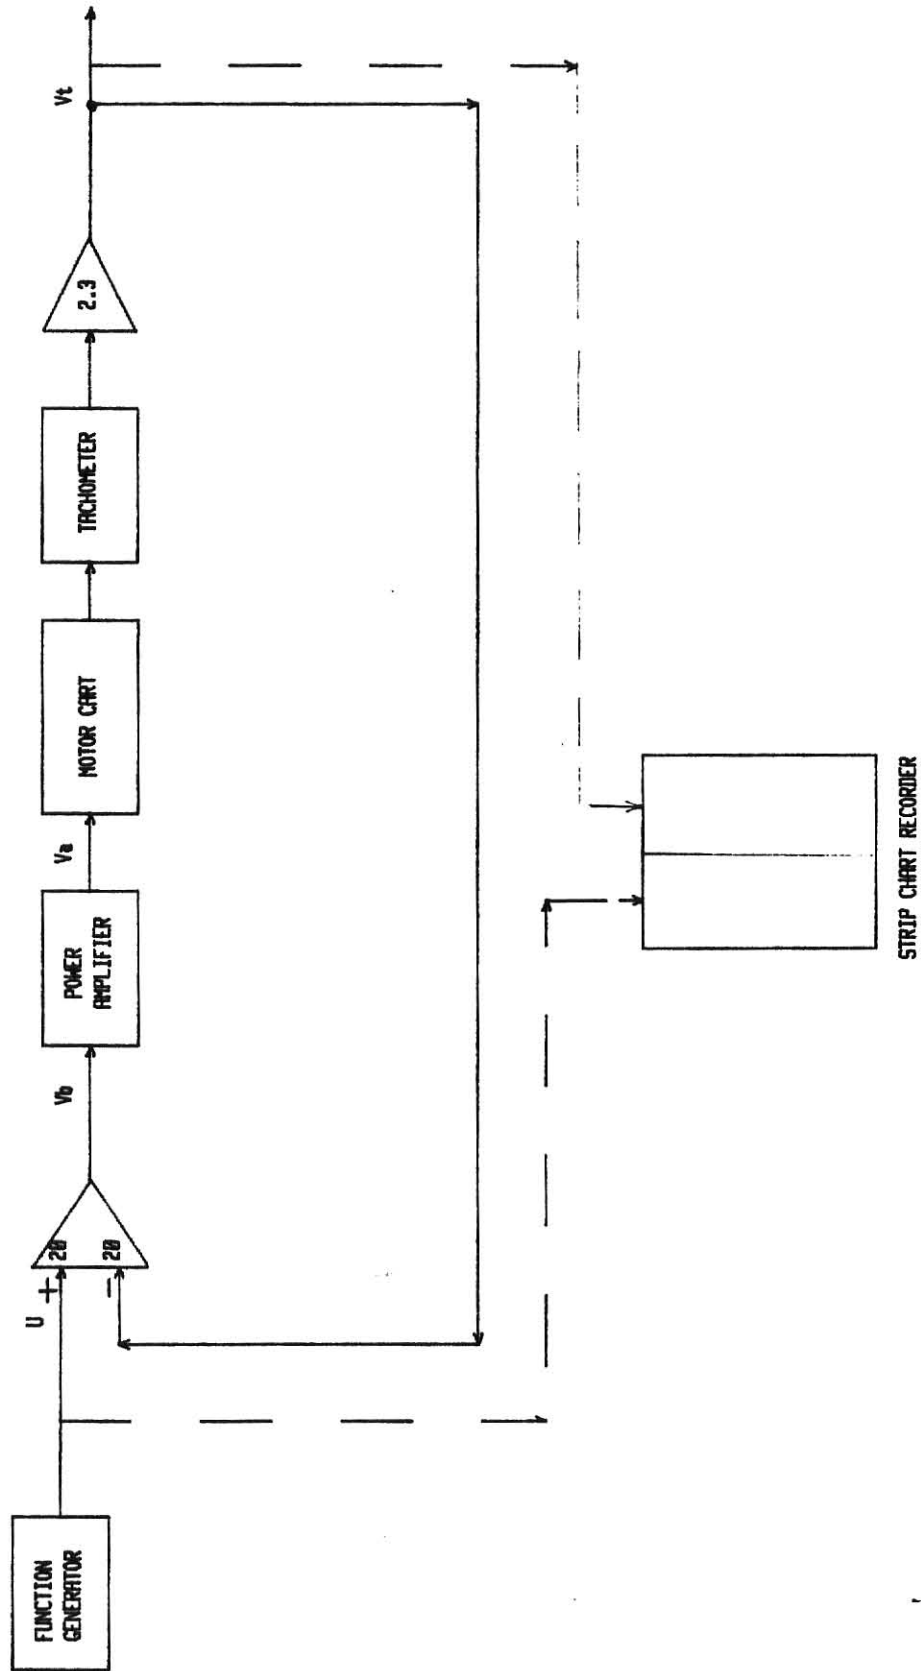 FUNCTION
GENERATOR
U
+
20
-
20
Vb
POWER
AMPLIFIER
Va
MOTOR CART
TACHOMETER
2.3
Vt
STRIP CHART RECORDER